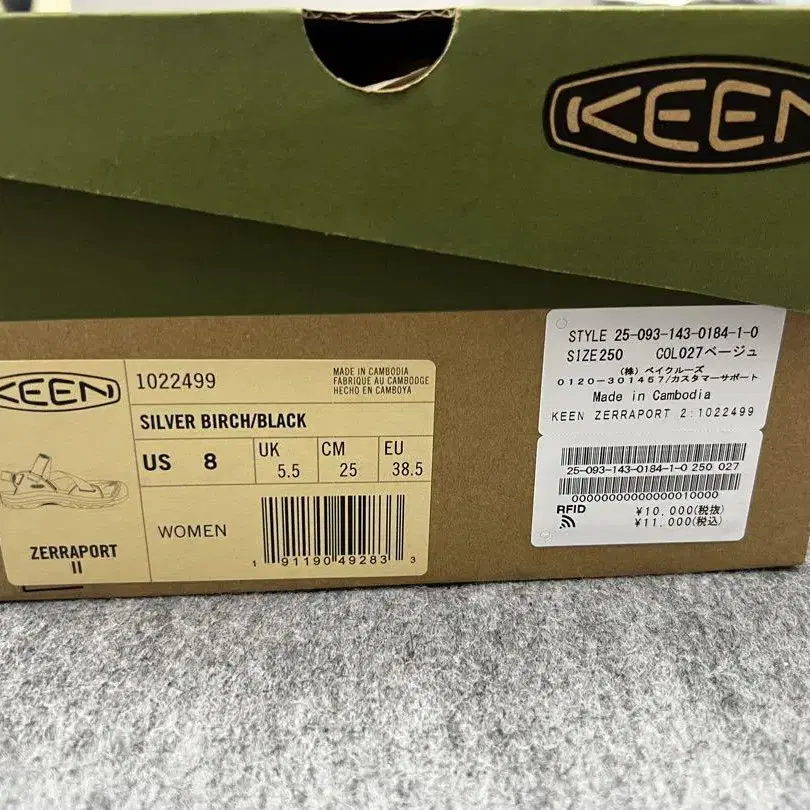 KEEN
KEEN
1022499
MADE IN CAMBODIA
FABRIQUE AU CAMBODGE
HECHO EN CAMBOYA
SILVER BIRCH/BLACK
US 8
UK 5.5
CM 25
EU 38.5
WOMEN
ZERRAPORT
II
1 91190 49283 3
STYLE 25-093-143-0184-1-0
SIZE250 COL027ベージュ
(株) ベイクルーズ
0120-301457/カスタマーサポート
Made in Cambodia
KEEN ZERRAPORT 2:1022499
25-093-143-0184-1-0 250 027
00000000000000010000
RFID
¥10,000(税抜)
¥11,000(税込)